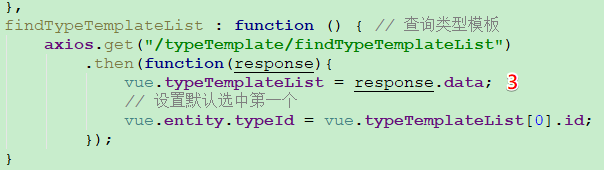 },
findTypeTemplateList : function () { // 查询类型模板
    axios.get("/typeTemplate/findTypeTemplateList")
        .then(function(response){
            vue.typeTemplateList = response.data; 3
            // 设置默认选中第一个
            vue.entity.typeId = vue.typeTemplateList[0].id;
        });
}